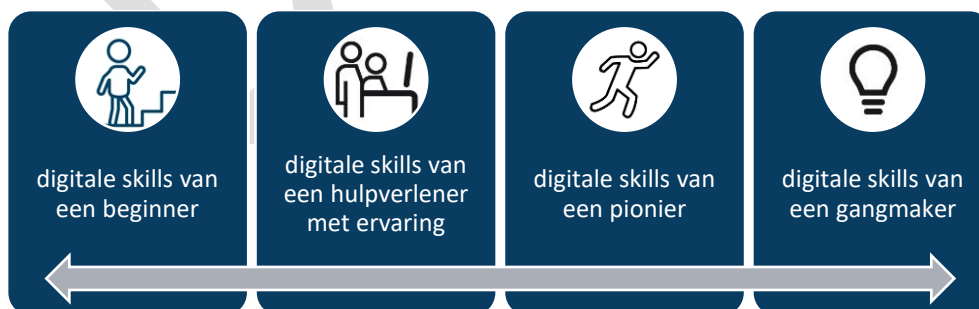 digitale skills van
een beginner
digitale skills van
een hulpverlener
met ervaring
digitale skills van
een pionier
digitale skills van
een gangmaker